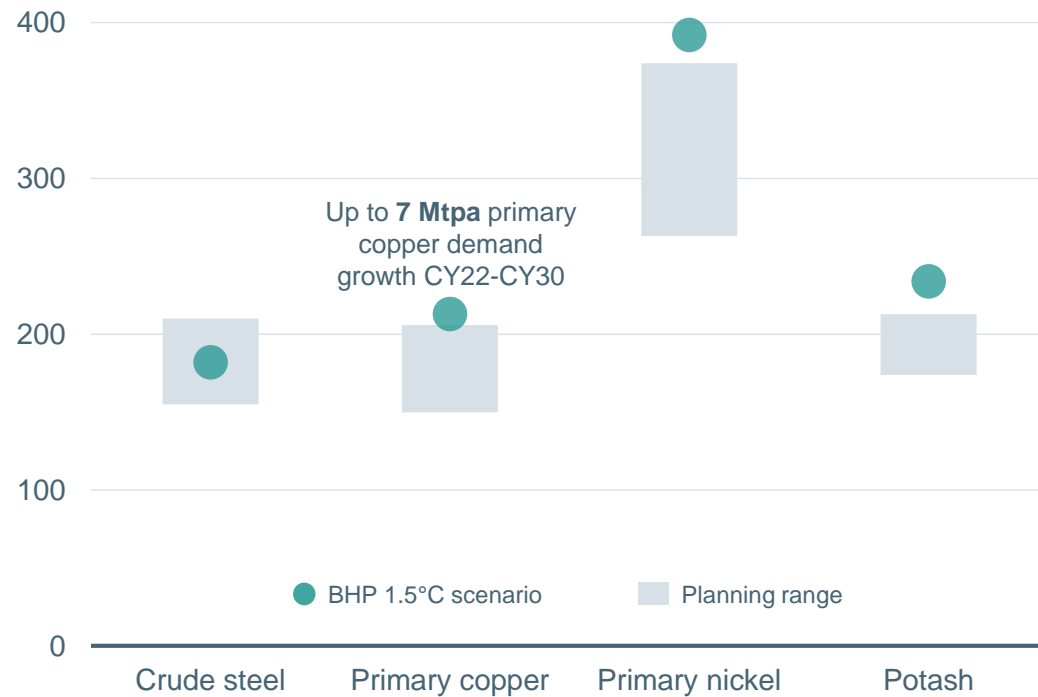 400
300
200
100
0
Up to 7 Mtpa primary
copper demand
growth CY22-CY30
BHP 1.5°C scenario
Planning range
Crude steel
Primary copper
Primary nickel
Potash